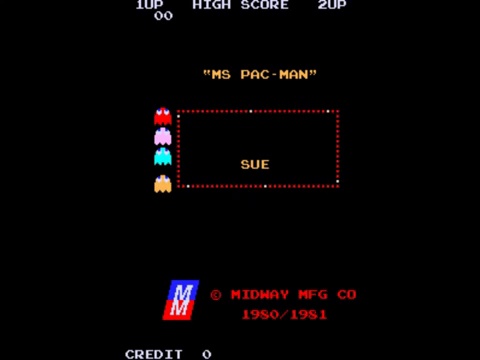 1UP HIGH SCORE 2UP
00
"MS PAC-MAN"
SUE
MM
© MIDWAY MFG CO
1980/1981
CREDIT 0